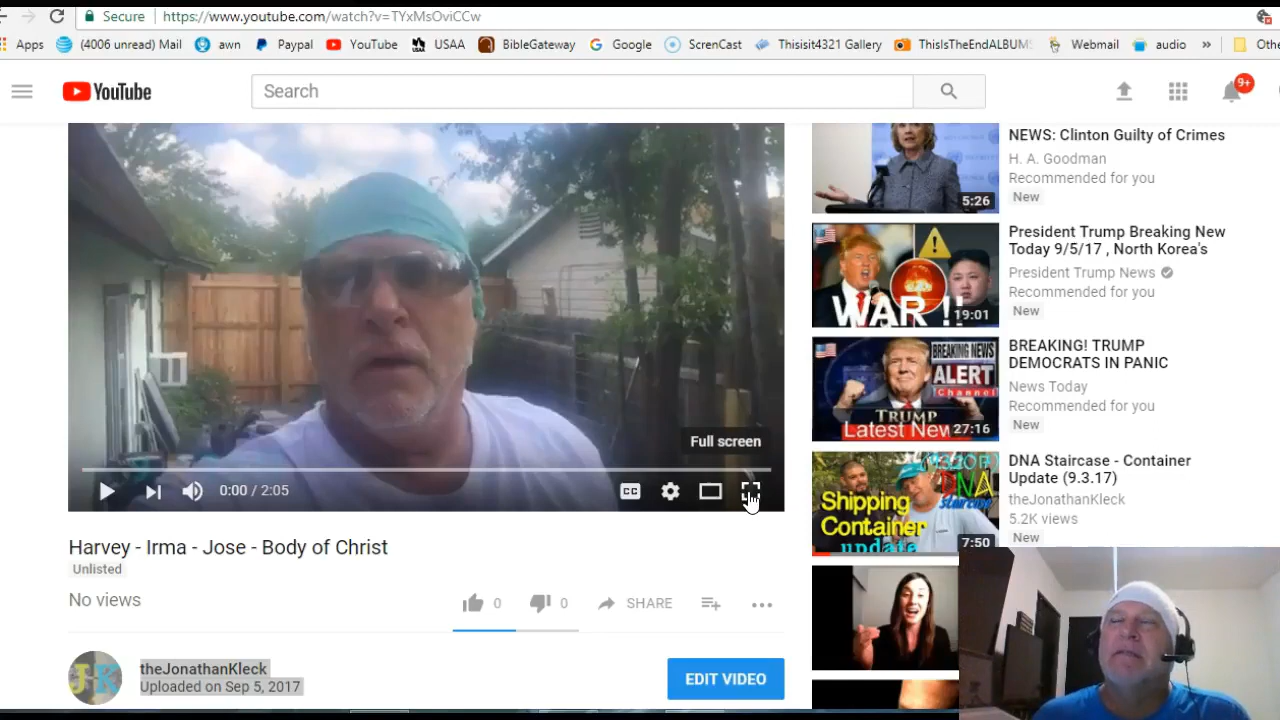 Secure
https://www.youtube.com/watch?v=TYxMsOviCCw
Apps
(4006 unread) Mail
awn
Paypal
YouTube
USAA
BibleGateway
Google
ScrenCast
Thisisit4321 Gallery
ThisIsTheEndALBUMS
Webmail
audio
»
Othe
YouTube
Search
9+
Full screen
0:00 / 2:05
CC
Harvey - Irma - Jose - Body of Christ
Unlisted
No views
0
0
SHARE
JK
theJonathanKleck
Uploaded on Sep 5, 2017
EDIT VIDEO
5:26
NEWS: Clinton Guilty of Crimes
H. A. Goodman
Recommended for you
New
WAR !!
19:01
President Trump Breaking New
Today 9/5/17 , North Korea's
President Trump News
Recommended for you
New
BREAKING NEWS
ALERT
Channel
TRUMP
Latest New
27:16
BREAKING! TRUMP
DEMOCRATS IN PANIC
News Today
Recommended for you
New
DNA
staircase
Shipping
Container
update
7:50
DNA Staircase - Container
Update (9.3.17)
theJonathanKleck
5.2K views
New